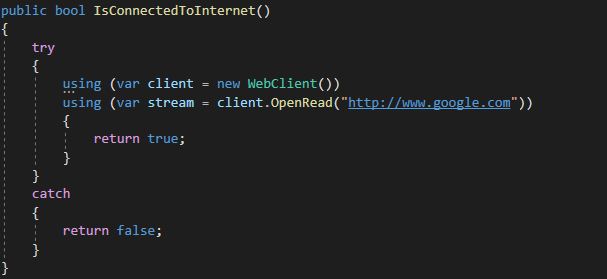 public bool IsConnectedToInternet()
{
    try
    {
        using (var client = new WebClient())
        using (var stream = client.OpenRead("http://www.google.com"))
        {
            return true;
        }
    }
    catch
    {
        return false;
    }
}